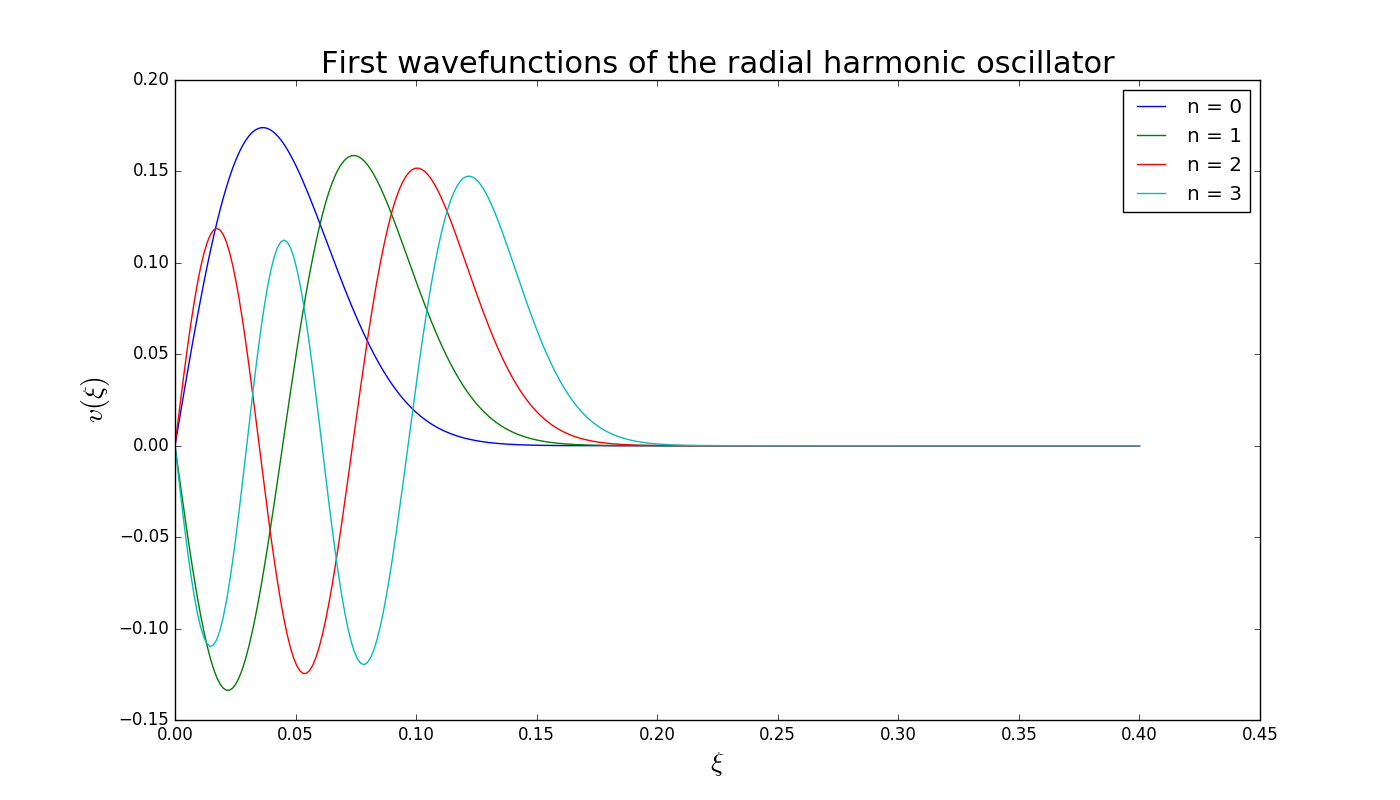 First wavefunctions of the radial harmonic oscillator
0.20
0.15
0.10
0.05
0.00
−0.05
−0.10
−0.15
v(ξ)
n = 0
n = 1
n = 2
n = 3
0.00 0.05 0.10 0.15 0.20 0.25 0.30 0.35 0.40 0.45
ξ